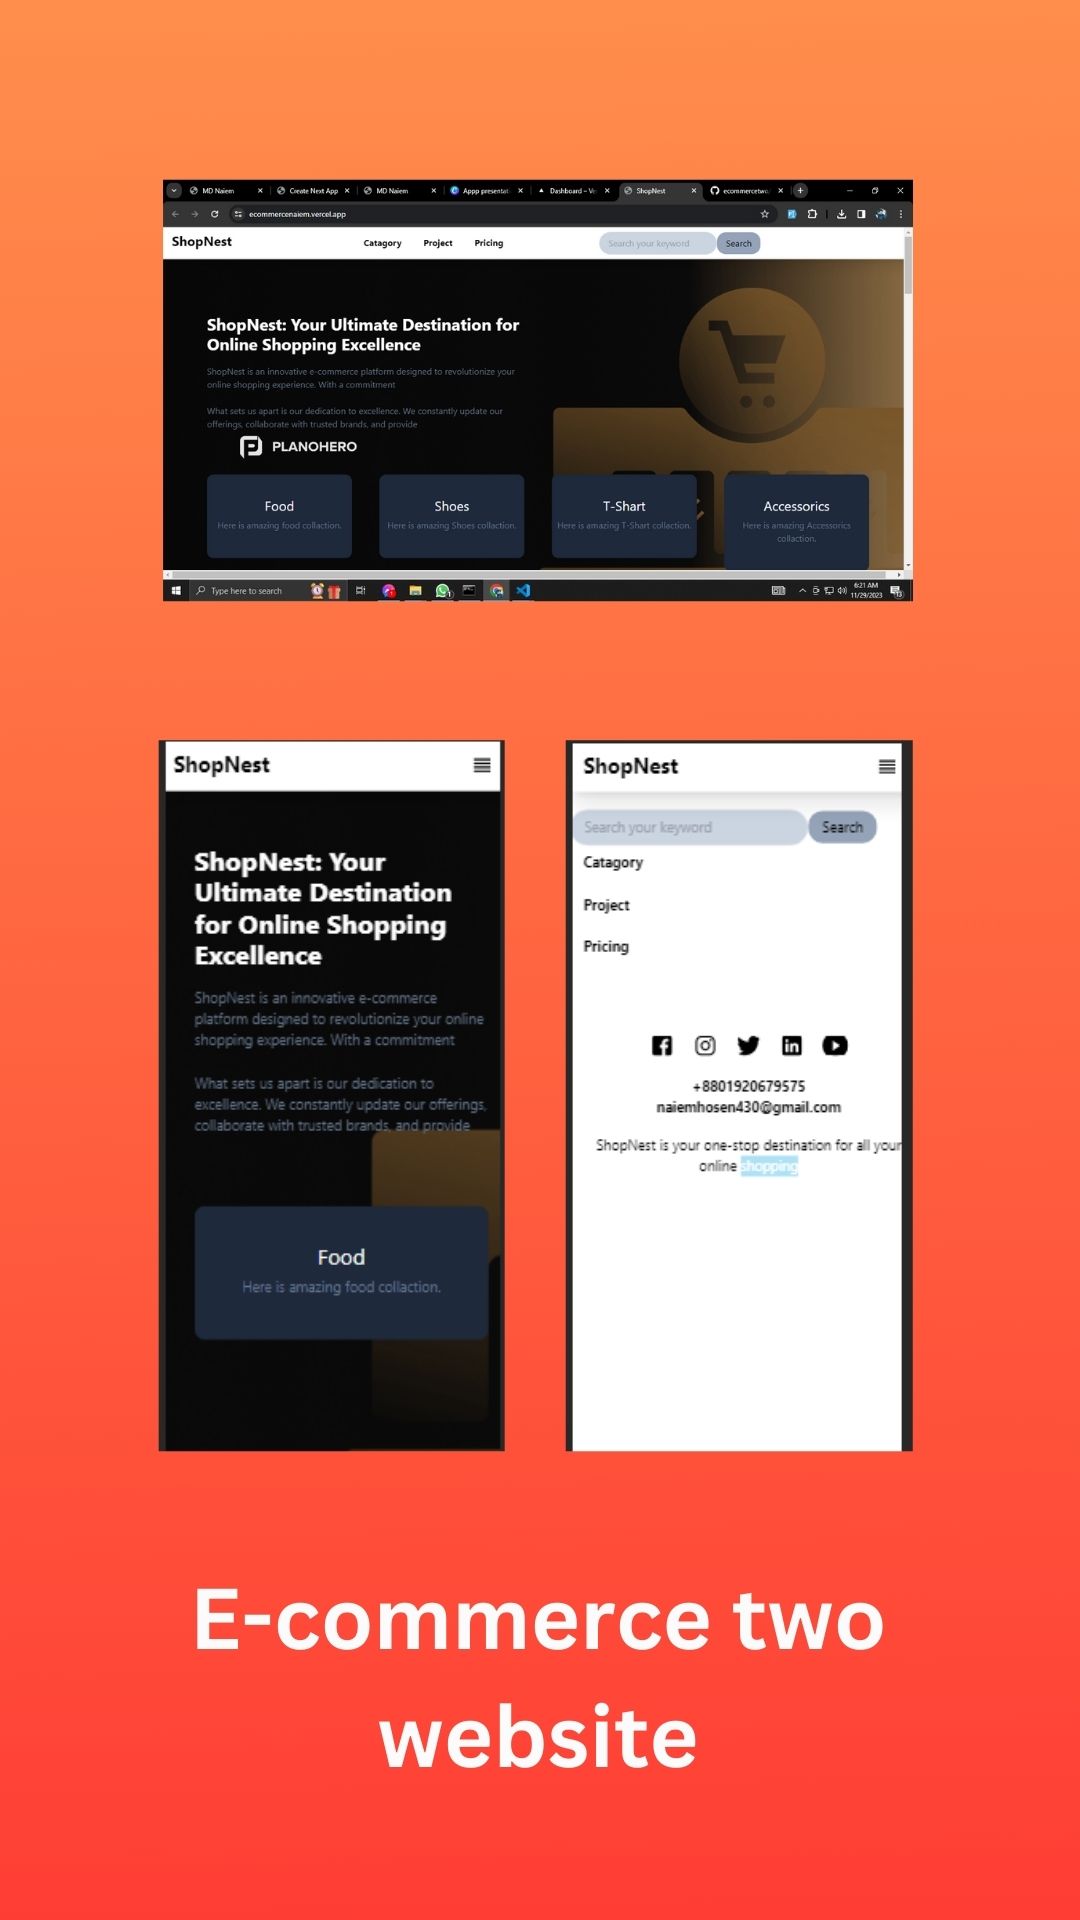 MD Naiem
Create Next App
MD Naiem
Appp presentat
Dashboard – Ve
ShopNest
ecommercetwo
ecommercenaiem.vercel.app
ShopNest
Catagory
Project
Pricing
Search your keyword
Search
ShopNest: Your Ultimate Destination for
Online Shopping Excellence
ShopNest is an innovative e-commerce platform designed to revolutionize your
online shopping experience. With a commitment
What sets us apart is our dedication to excellence. We constantly update our
offerings, collaborate with trusted brands, and provide
PLANOHERO
Food
Here is amazing food collaction.
Shoes
Here is amazing Shoes collaction.
T-Shart
Here is amazing T-Shart collaction.
Accessorics
Here is amazing Accessorics
collaction.
Type here to search
6:21 AM
11/29/2023
ShopNest
ShopNest: Your
Ultimate Destination
for Online Shopping
Excellence
ShopNest is an innovative e-commerce
platform designed to revolutionize your online
shopping experience. With a commitment
What sets us apart is our dedication to
excellence. We constantly update our offerings,
collaborate with trusted brands, and provide
Food
Here is amazing food collaction.
ShopNest
Search your keyword
Search
Catagory
Project
Pricing
+8801920679575
naiemhosen430@gmail.com
ShopNest is your one-stop destination for all your
online shopping
E-commerce two
website